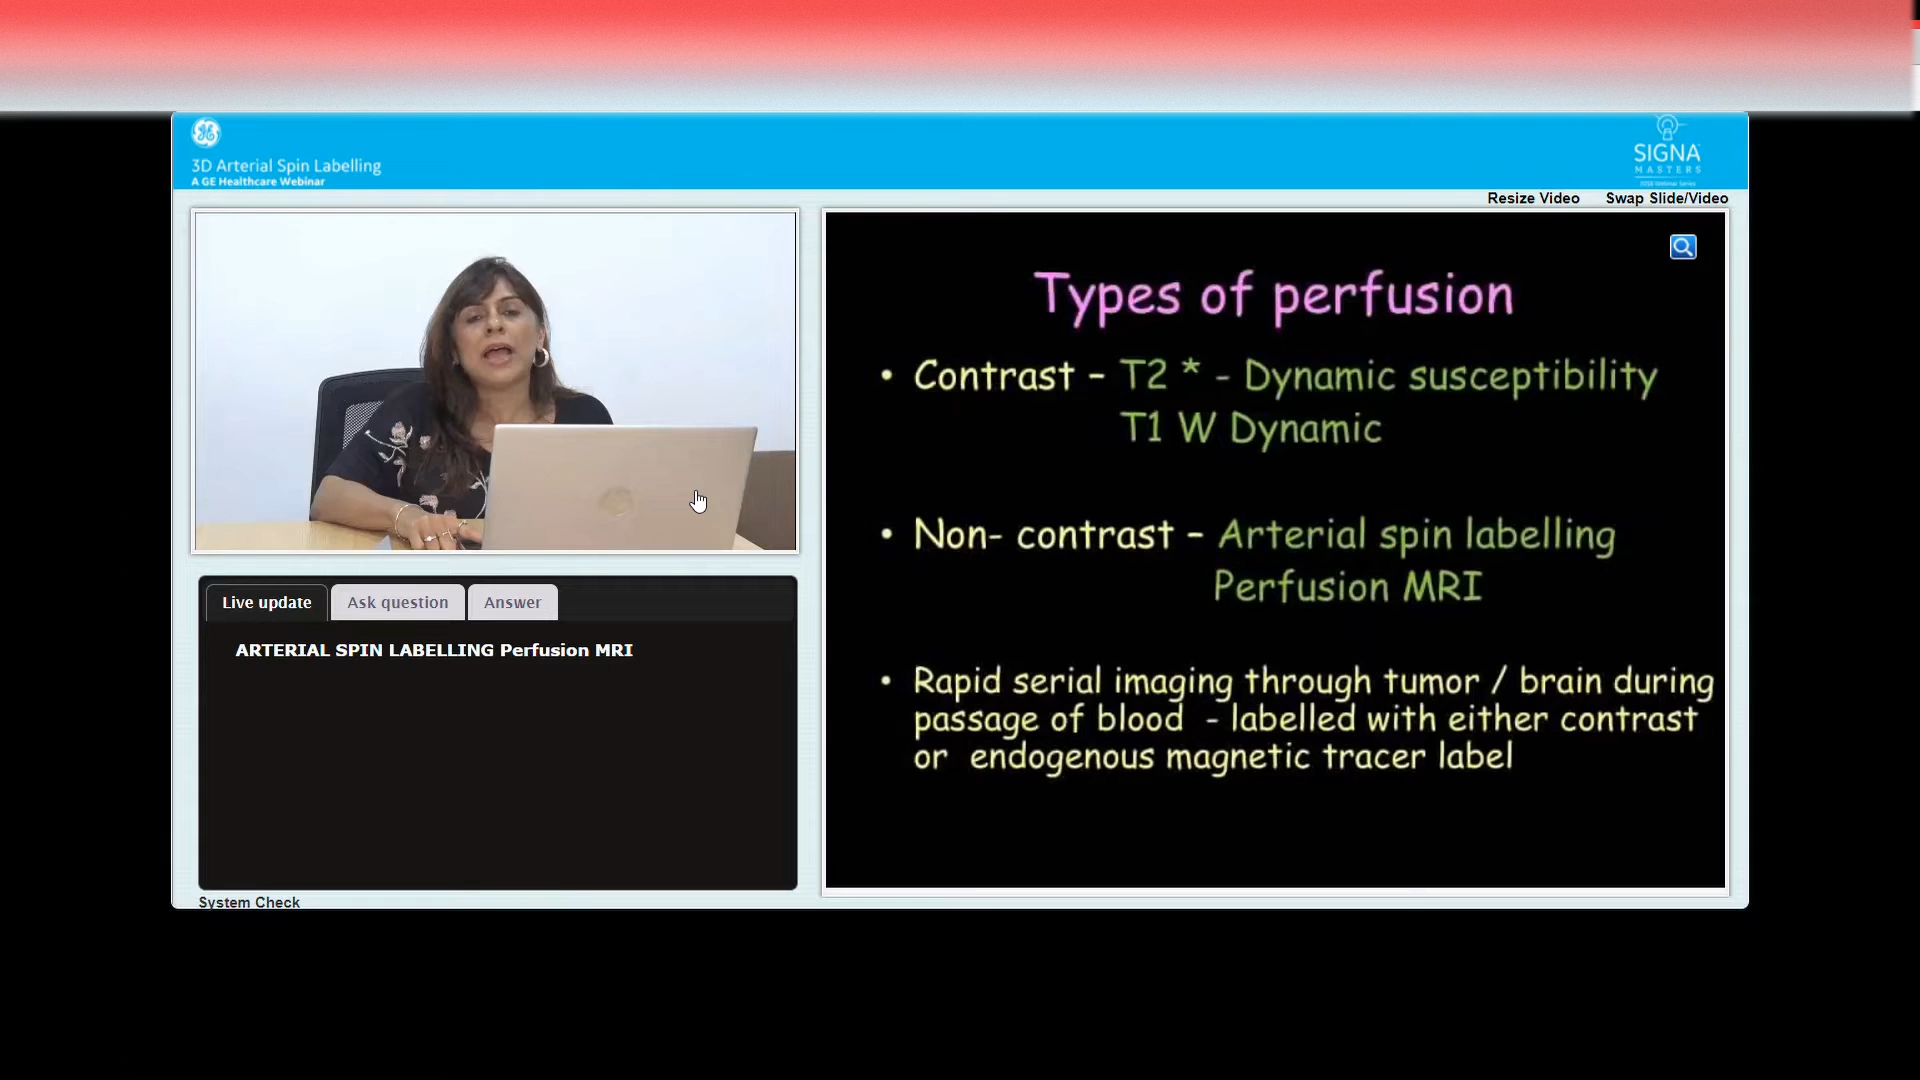 3D Arterial Spin Labelling
A GE Healthcare Webinar
SIGNA
MASTERS
Resize Video Swap Slide/Video
Types of perfusion
• Contrast – T2 * - Dynamic susceptibility
T1 W Dynamic
• Non- contrast – Arterial spin labelling
Perfusion MRI
• Rapid serial imaging through tumor / brain during
passage of blood - labelled with either contrast
or endogenous magnetic tracer label
Live update Ask question Answer
ARTERIAL SPIN LABELLING Perfusion MRI
System Check